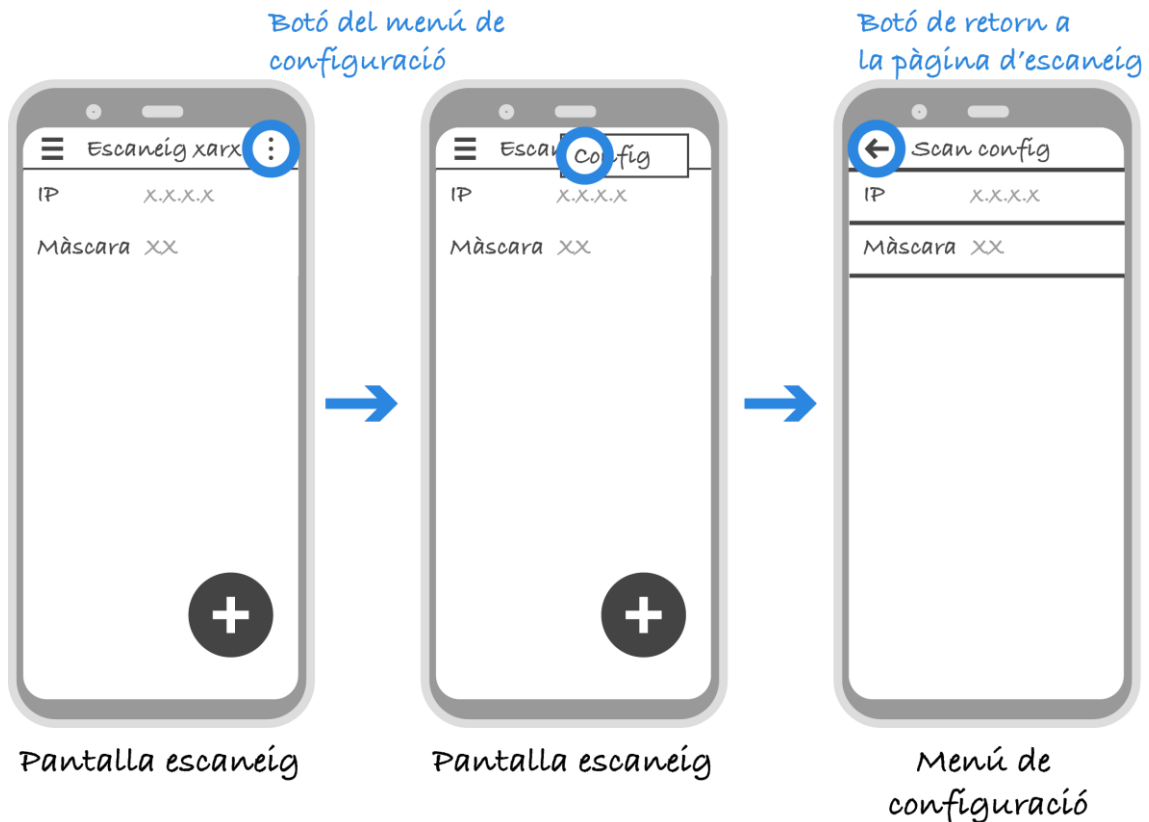 Botó del menú de
configuració
Botó de retorn a
la pàgina d'escaneig
Escaneig xarx
IP x.x.x.x
Màscara XX
Pantalla escaneig
Escan
Config
IP x.x.x.x
Màscara XX
Pantalla escaneig
Scan config
IP x.x.x.x
Màscara XX
Menú de
configuració